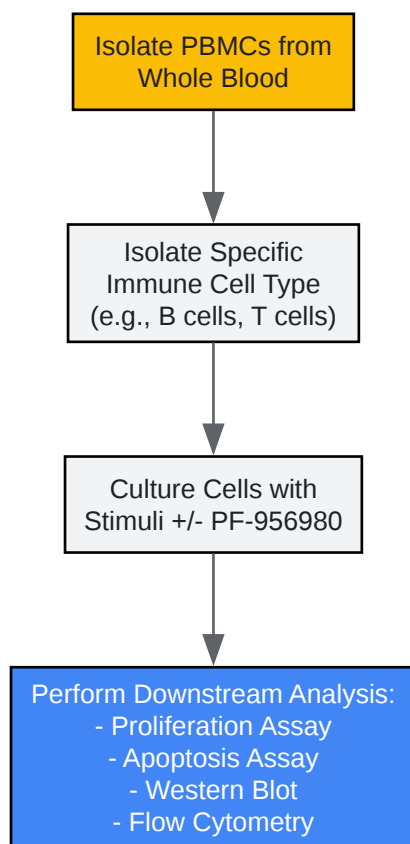 Isolate PBMCs from
Whole Blood
Isolate Specific
Immune Cell Type
(e.g., B cells, T cells)
Culture Cells with
Stimuli +/- PF-956980
Perform Downstream Analysis:
- Proliferation Assay
- Apoptosis Assay
- Western Blot
- Flow Cytometry